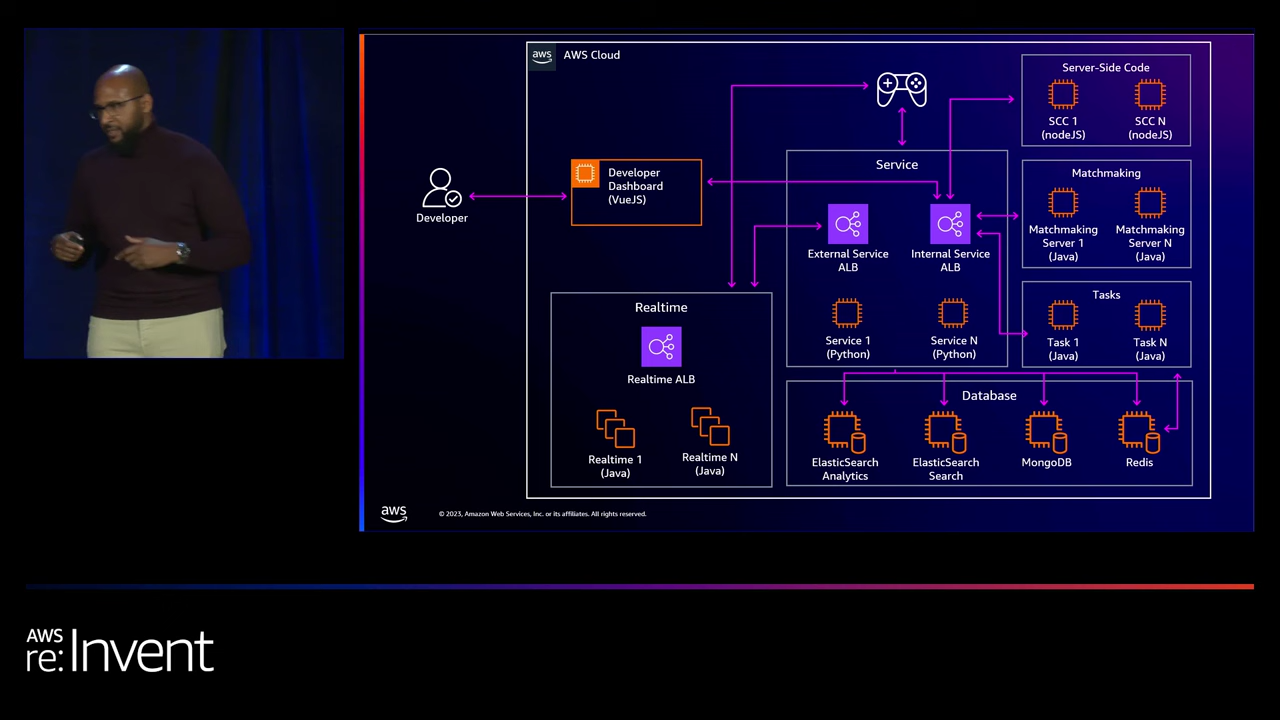 aws
AWS Cloud
Server-Side Code
SCC 1
(nodeJS)
SCC N
(nodeJS)
Developer
Developer
Dashboard
(VueJS)
Service
External Service
ALB
Internal Service
ALB
Service 1
(Python)
Service N
(Python)
Matchmaking
Matchmaking
Server 1
(Java)
Matchmaking
Server N
(Java)
Tasks
Task 1
(Java)
Task N
(Java)
Realtime
Realtime ALB
Realtime 1
(Java)
Realtime N
(Java)
Database
ElasticSearch
Analytics
ElasticSearch
Search
MongoDB
Redis
aws
© 2023, Amazon Web Services, Inc. or its affiliates. All rights reserved.
AWS
re:Invent